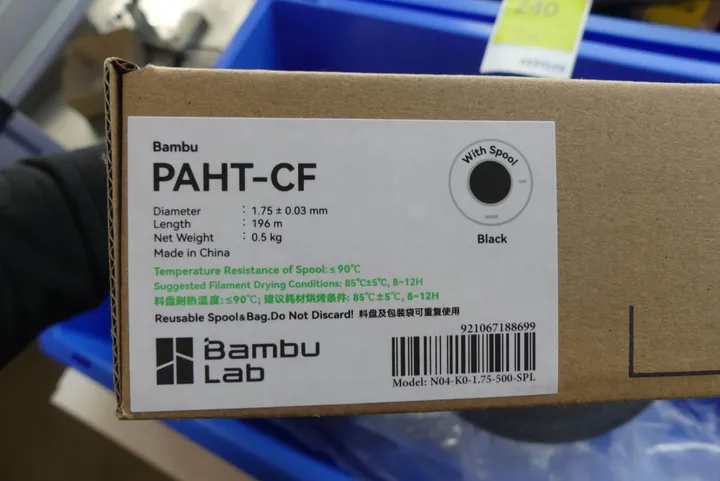 240
Bambu
PAHT-CF
With Spool
Black
Diameter : 1.75 ± 0.03 mm
Length : 196 m
Net Weight : 0.5 kg
Made in China
Temperature Resistance of Spool: ≤90℃
Suggested Filament Drying Conditions: 85℃±5℃, 8-12H
料盘耐热温度:≤90℃; 建议耗材烘烤条件: 85℃±5℃, 8-12H
Reusable Spool&Bag.Do Not Discard! 料盘及包装袋可重复使用
Bambu
Lab
921067188699
Model: N04-K0-1.75-500-SPL